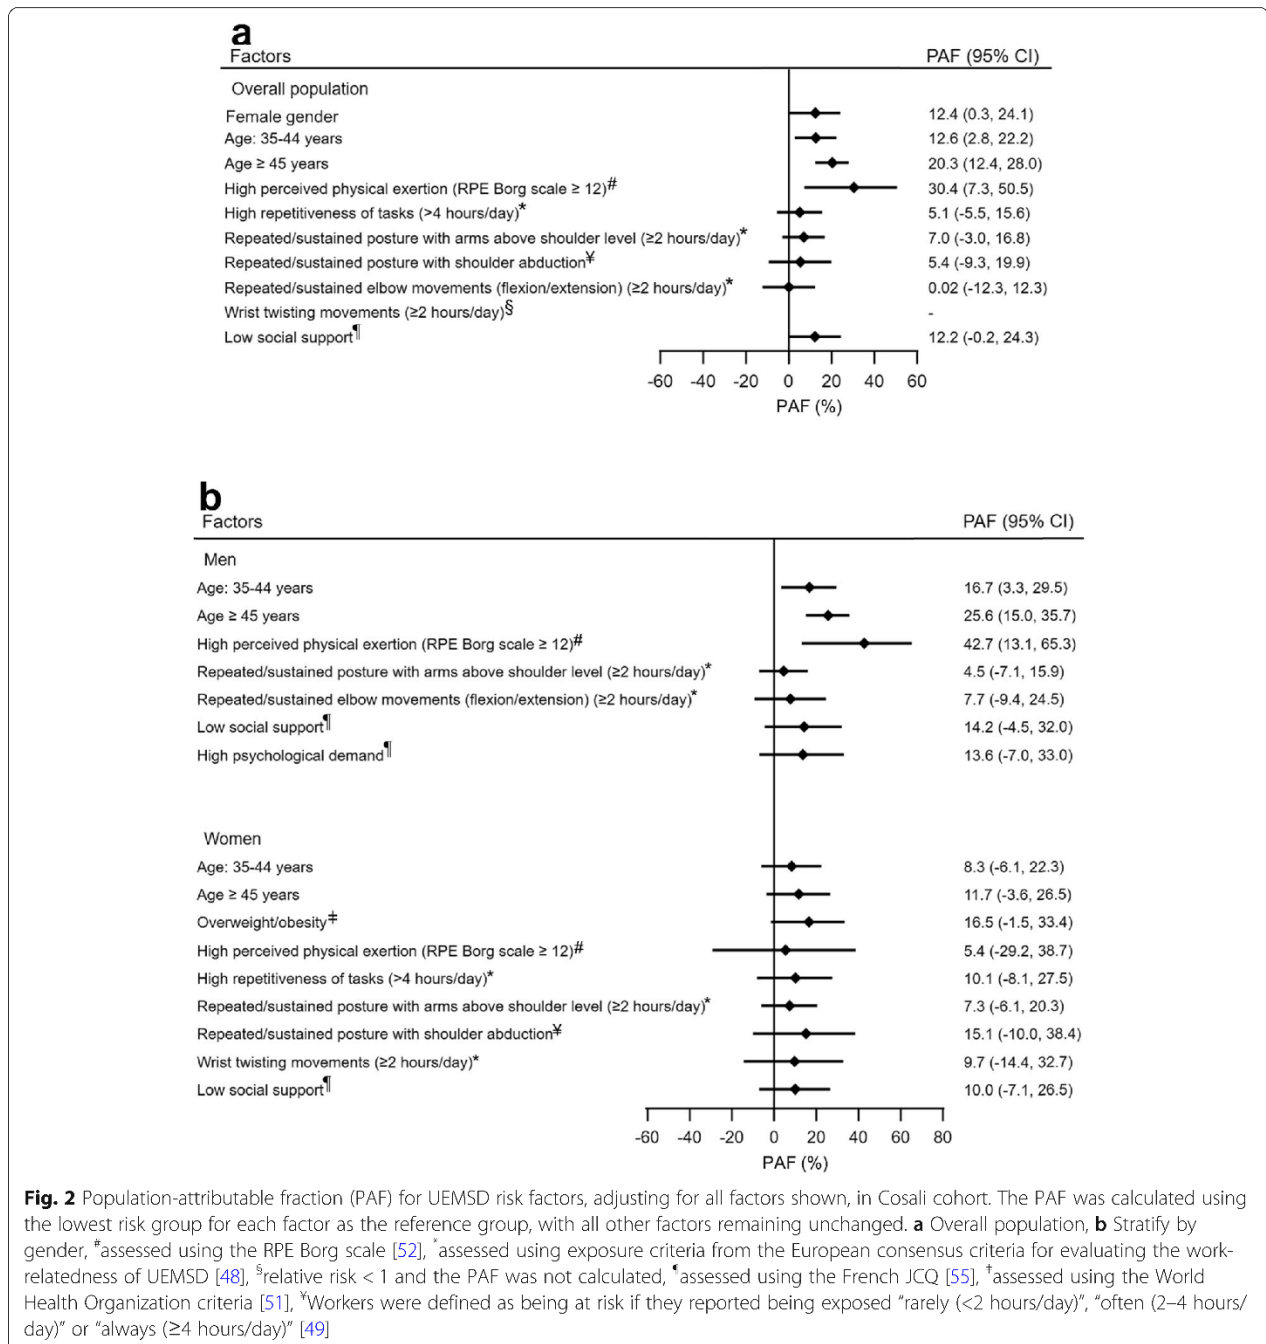 a
Factors PAF (95% CI)
Overall population
Female gender 12.4 (0.3, 24.1)
Age: 35-44 years 12.6 (2.8, 22.2)
Age ≥ 45 years 20.3 (12.4, 28.0)
High perceived physical exertion (RPE Borg scale ≥ 12)# 30.4 (7.3, 50.5)
High repetitiveness of tasks (>4 hours/day)* 5.1 (-5.5, 15.6)
Repeated/sustained posture with arms above shoulder level (≥2 hours/day)* 7.0 (-3.0, 16.8)
Repeated/sustained posture with shoulder abduction¥ 5.4 (-9.3, 19.9)
Repeated/sustained elbow movements (flexion/extension) (≥2 hours/day)* 0.02 (-12.3, 12.3)
Wrist twisting movements (≥2 hours/day)§ -
Low social support¶ 12.2 (-0.2, 24.3)
-60 -40 -20 0 20 40 60
PAF (%)
b
Factors PAF (95% CI)
Men
Age: 35-44 years 16.7 (3.3, 29.5)
Age ≥ 45 years 25.6 (15.0, 35.7)
High perceived physical exertion (RPE Borg scale ≥ 12)# 42.7 (13.1, 65.3)
Repeated/sustained posture with arms above shoulder level (≥2 hours/day)* 4.5 (-7.1, 15.9)
Repeated/sustained elbow movements (flexion/extension) (≥2 hours/day)* 7.7 (-9.4, 24.5)
Low social support¶ 14.2 (-4.5, 32.0)
High psychological demand¶ 13.6 (-7.0, 33.0)
Women
Age: 35-44 years 8.3 (-6.1, 22.3)
Age ≥ 45 years 11.7 (-3.6, 26.5)
Overweight/obesity‡ 16.5 (-1.5, 33.4)
High perceived physical exertion (RPE Borg scale ≥ 12)# 5.4 (-29.2, 38.7)
High repetitiveness of tasks (>4 hours/day)* 10.1 (-8.1, 27.5)
Repeated/sustained posture with arms above shoulder level (≥2 hours/day)* 7.3 (-6.1, 20.3)
Repeated/sustained posture with shoulder abduction¥ 15.1 (-10.0, 38.4)
Wrist twisting movements (≥2 hours/day)* 9.7 (-14.4, 32.7)
Low social support¶ 10.0 (-7.1, 26.5)
-60 -40 -20 0 20 40 60 80
PAF (%)
Fig. 2 Population-attributable fraction (PAF) for UEMSD risk factors, adjusting for all factors shown, in Cosali cohort. The PAF was calculated using
the lowest risk group for each factor as the reference group, with all other factors remaining unchanged. a Overall population, b Stratify by
gender, #assessed using the RPE Borg scale [52], *assessed using exposure criteria from the European consensus criteria for evaluating the work-
relatedness of UEMSD [48], §relative risk < 1 and the PAF was not calculated, ¶assessed using the French JCQ [55], ‡assessed using the World
Health Organization criteria [51], ¥Workers were defined as being at risk if they reported being exposed “rarely (<2 hours/day)”, “often (2–4 hours/
day)” or “always (≥4 hours/day)” [49]